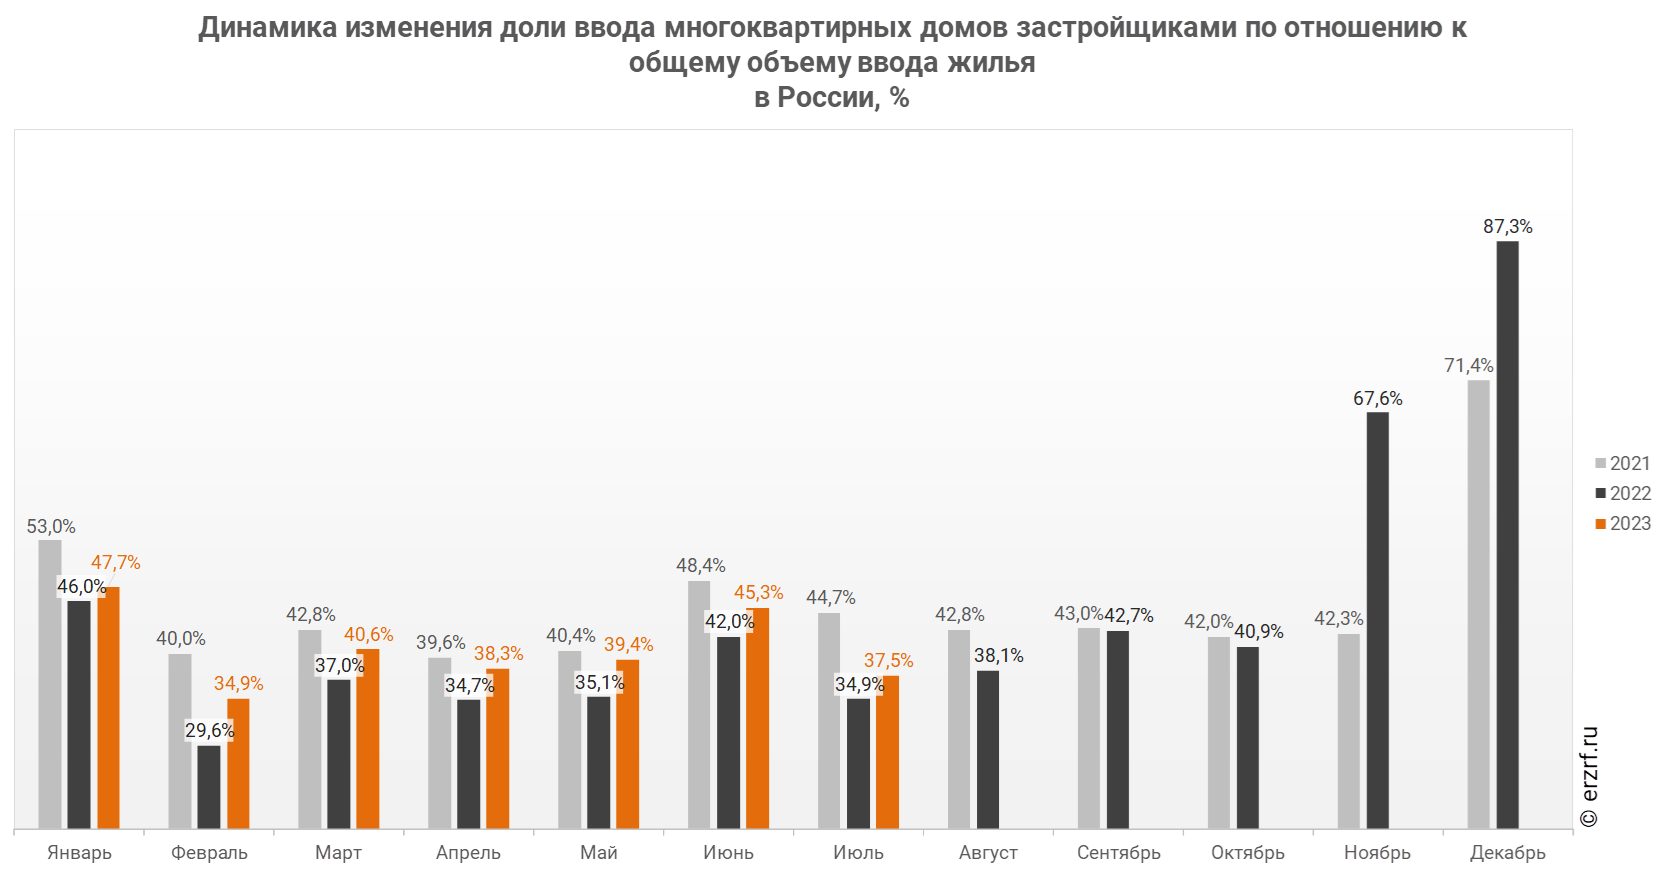 Динамика изменения доли ввода многоквартирных домов застройщиками по отношению к
общему объему ввода жилья
в России, %
53,0%
46,0%
47,7%
40,0%
29,6%
34,9%
42,8%
37,0%
40,6%
39,6%
34,7%
38,3%
40,4%
35,1%
39,4%
48,4%
42,0%
45,3%
44,7%
34,9%
37,5%
42,8%
38,1%
43,0%
42,7%
42,0%
40,9%
42,3%
67,6%
71,4%
87,3%
Январь
Февраль
Март
Апрель
Май
Июнь
Июль
Август
Сентябрь
Октябрь
Ноябрь
Декабрь
2021
2022
2023
© erzrf.ru